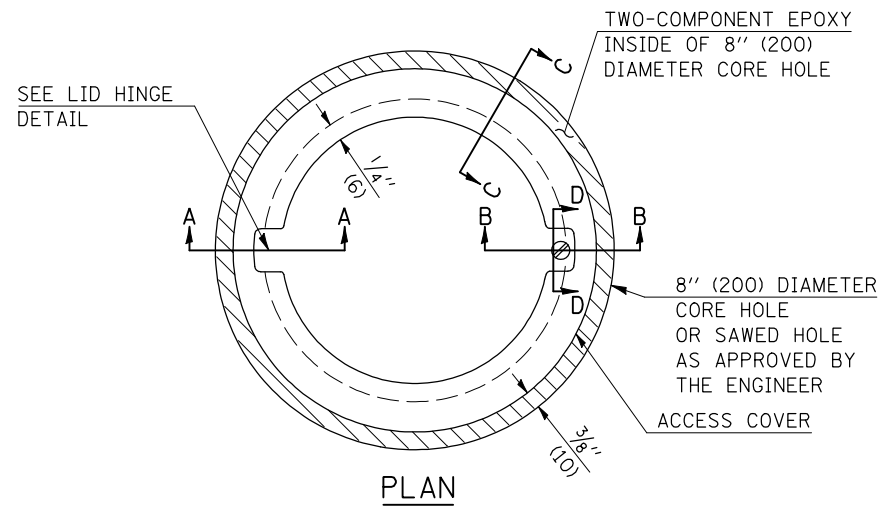 TWO-COMPONENT EPOXY
INSIDE OF 8'' (200)
DIAMETER CORE HOLE
SEE LID HINGE
DETAIL
C
C
1/4''
(6)
A
A
B
B
D
D
8'' (200) DIAMETER
CORE HOLE
OR SAWED HOLE
AS APPROVED BY
THE ENGINEER
ACCESS COVER
3/8''
(10)
PLAN